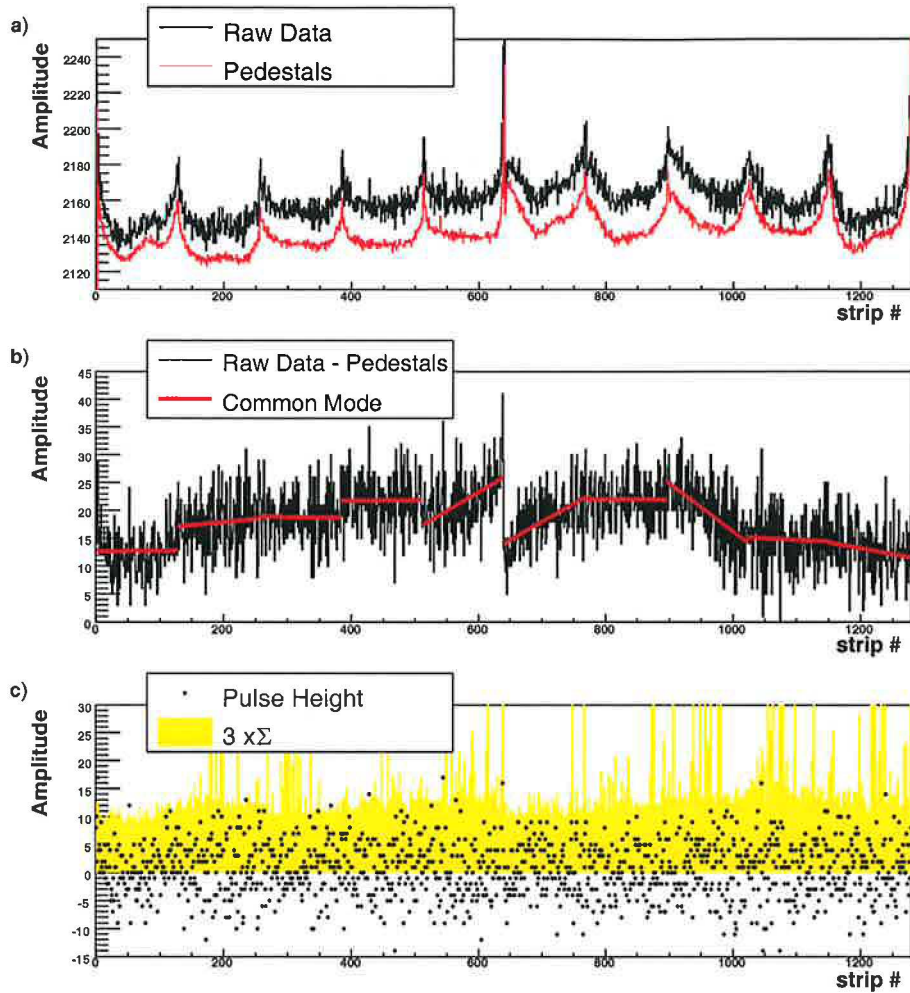 a)
Raw Data
Pedestals
Amplitude
2240
2220
2200
2180
2160
2140
2120
0 200 400 600 800 1000 1200
strip #
b)
Raw Data - Pedestals
Common Mode
Amplitude
45
40
35
30
25
20
15
10
5
0
0 200 400 600 800 1000 1200
strip #
c)
Pulse Height
3 xΣ
Amplitude
30
25
20
15
10
5
0
-5
-10
-15
0 200 400 600 800 1000 1200
strip #